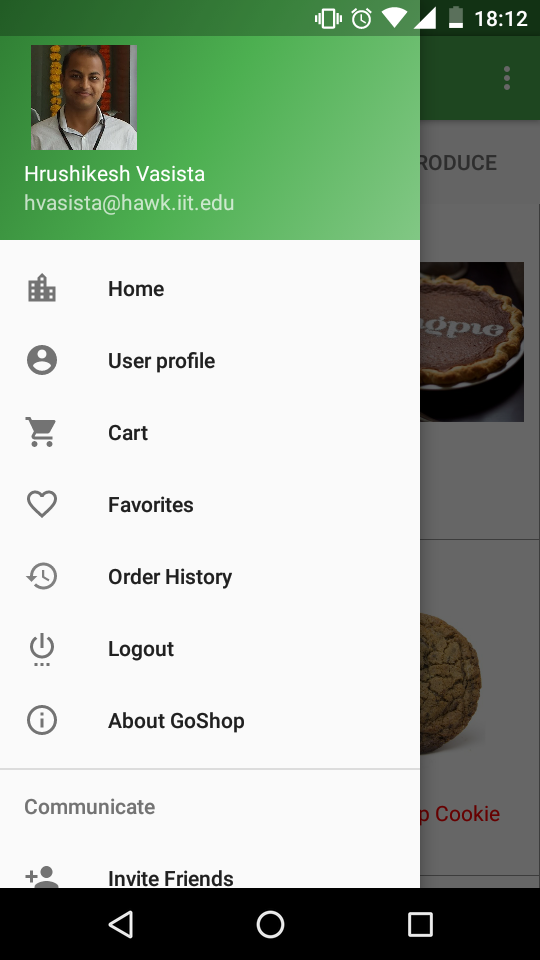 18:12
Hrushikesh Vasista
hvasista@hawk.iit.edu
RODUCE
Home
User profile
Cart
Favorites
Order History
Logout
About GoShop
p Cookie
Communicate
Invite Friends